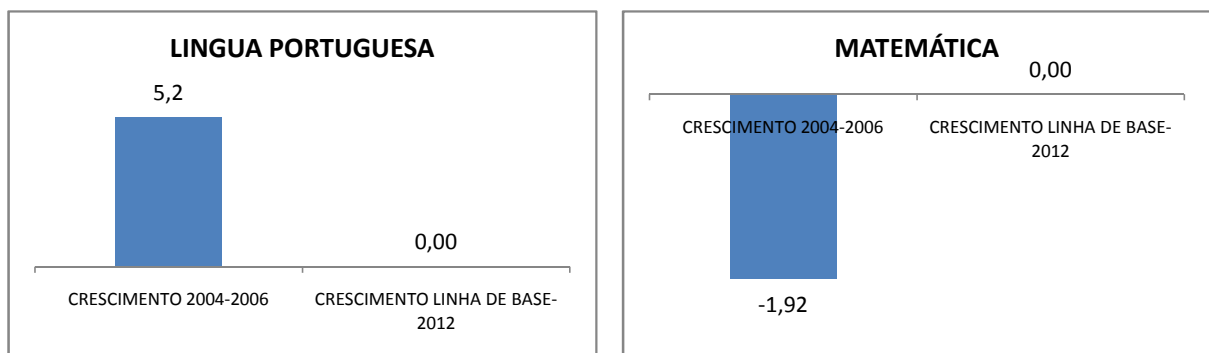 LINGUA PORTUGUESA
5,2
0,00
CRESCIMENTO 2004-2006
CRESCIMENTO LINHA DE BASE-
2012
MATEMÁTICA
0,00
CRESCIMENTO 2004-2006
CRESCIMENTO LINHA DE BASE-
2012
-1,92